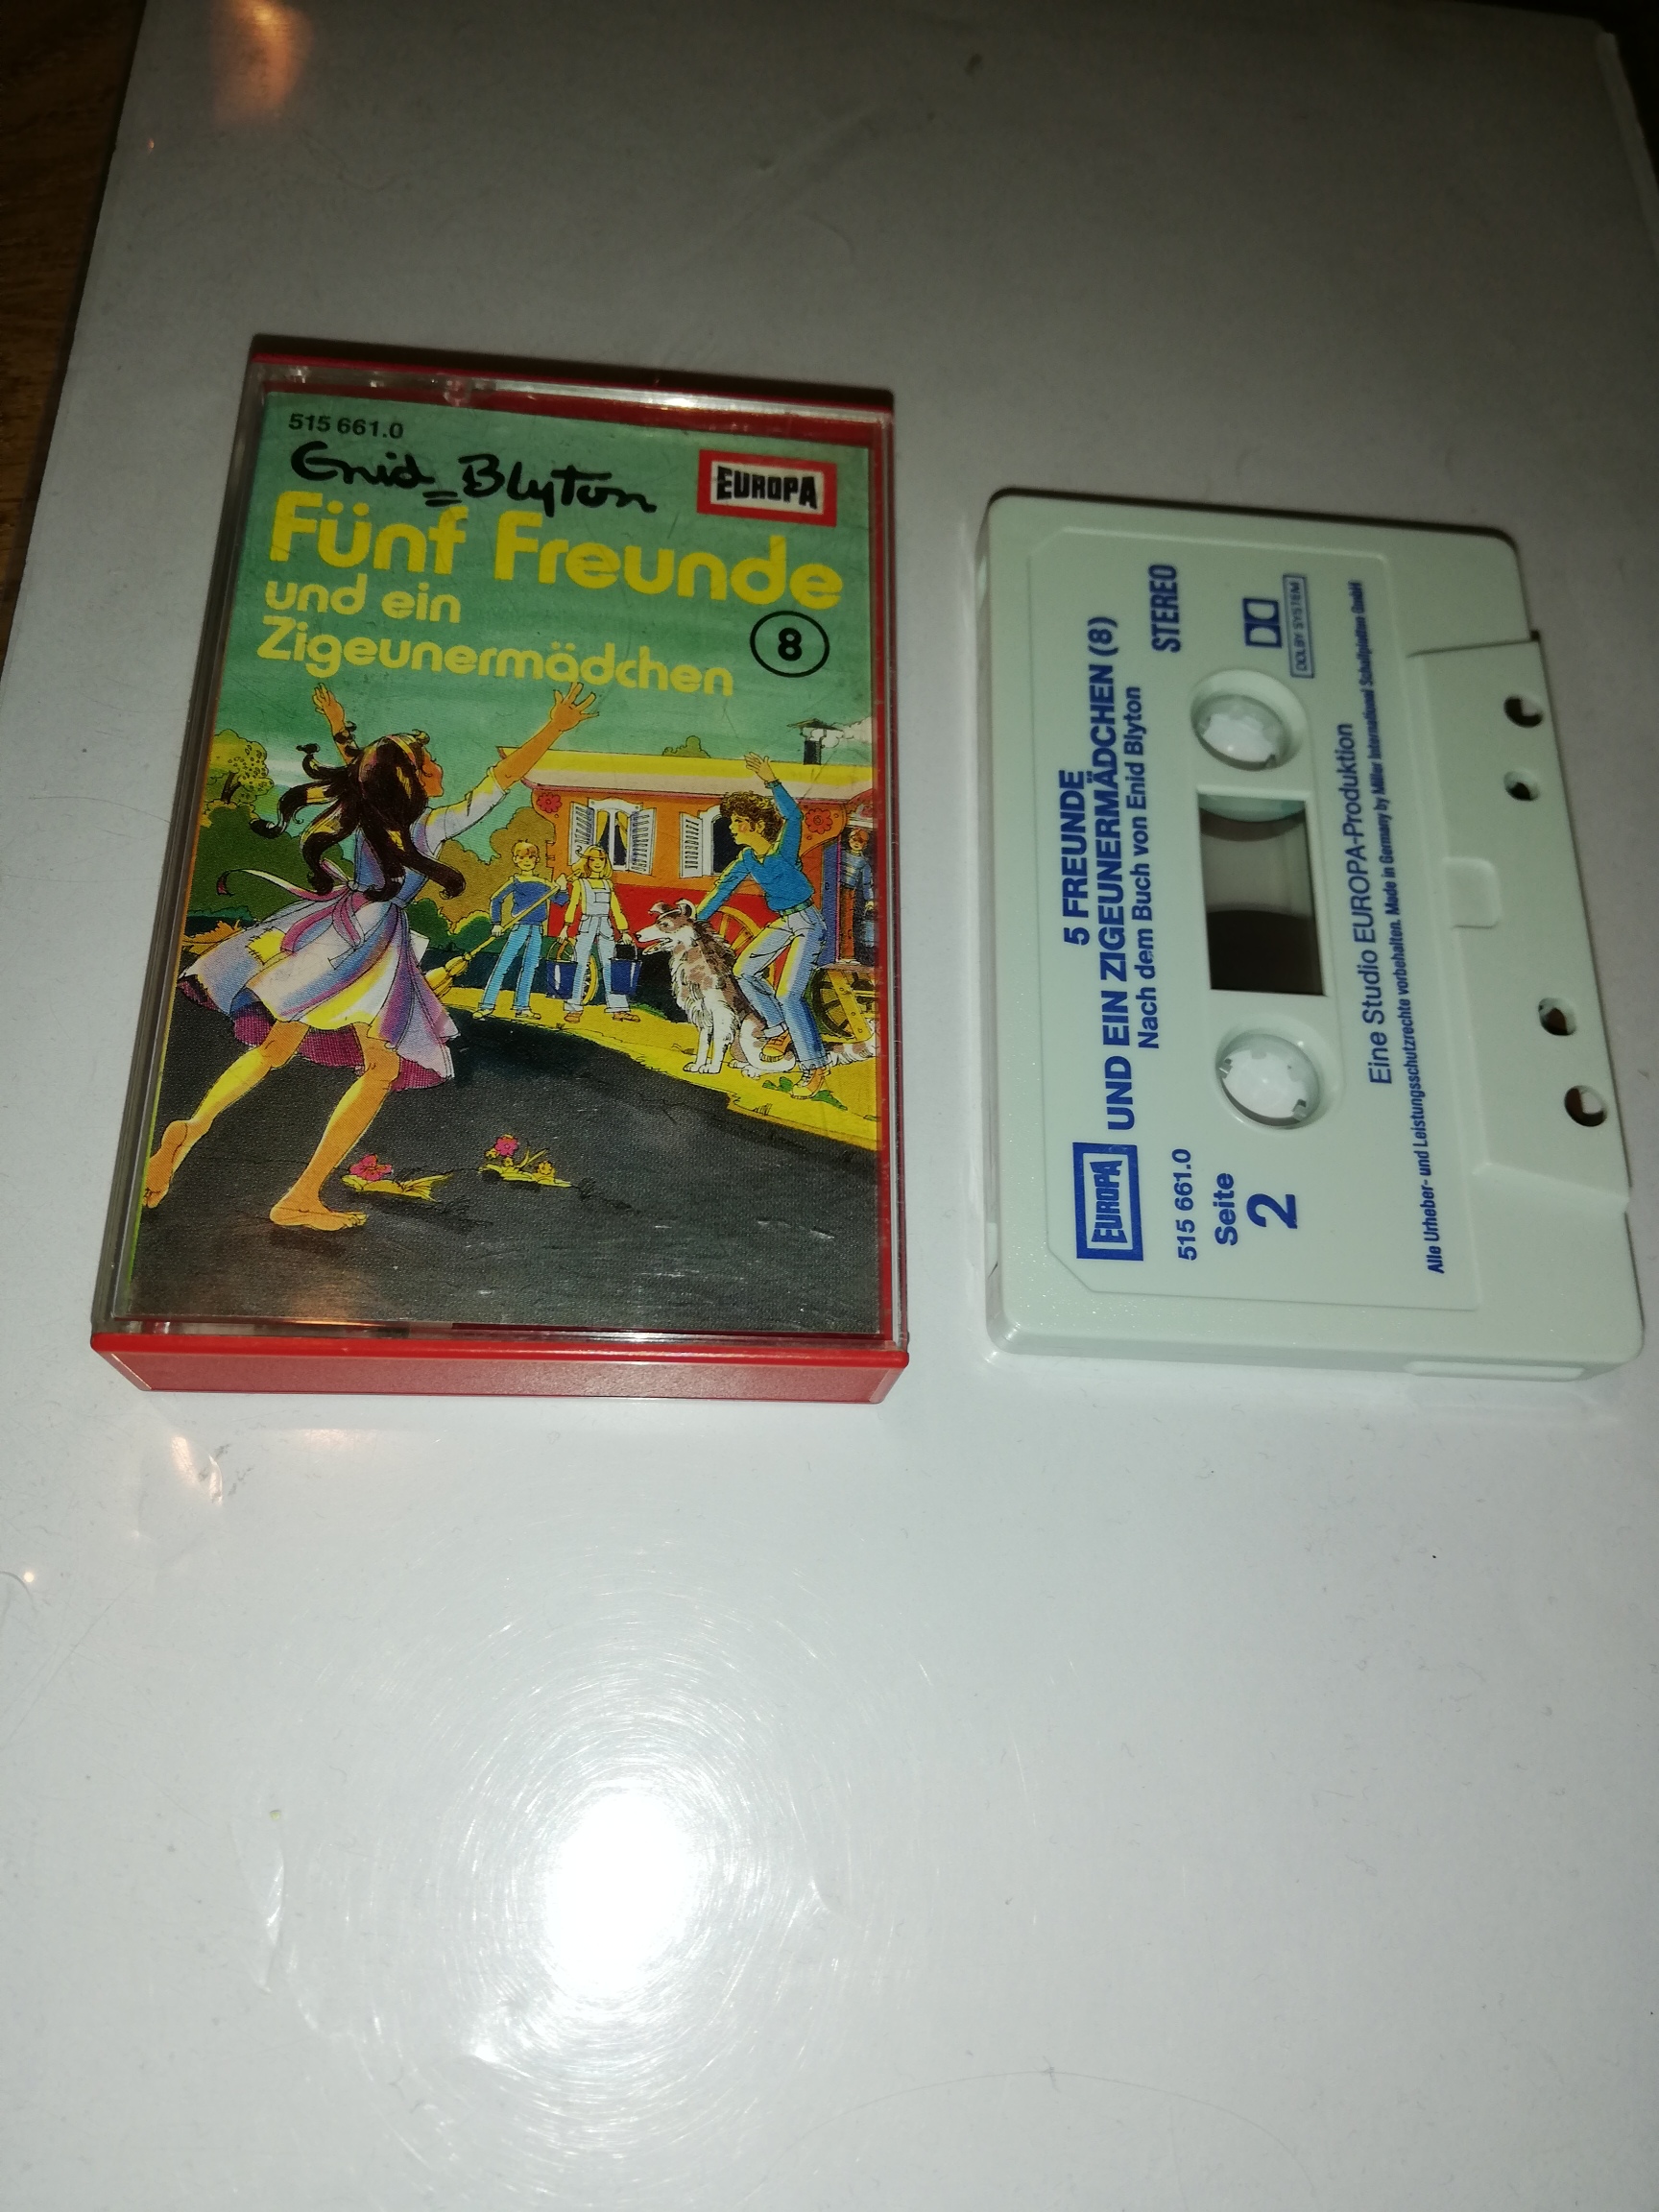 515 661.0
Enid Blyton
EUROPA
Fünf Freunde
und ein
Zigeunermädchen
8
5 FREUNDE
EUROPA UND EIN ZIGEUNERMÄDCHEN (8)
Nach dem Buch von Enid Blyton
515 661.0
STEREO
Seite
2
DOLBY SYSTEM
Eine Studio EUROPA-Produktion
Alle Urheber- und Leistungsschutzrechte vorbehalten. Made in Germany by Miller International Schallplatten GmbH